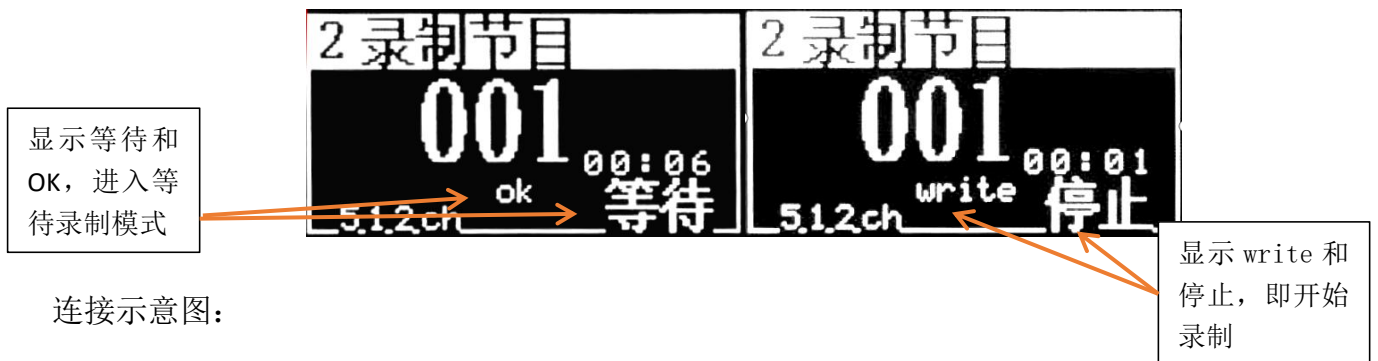 2 录制节目
001
00:06
ok
等待
5.1.2ch
2 录制节目
001
00:01
write
停止
5.1.2ch
显示等待和
OK，进入等
待录制模式
显示 write 和
停止，即开始
录制
连接示意图：